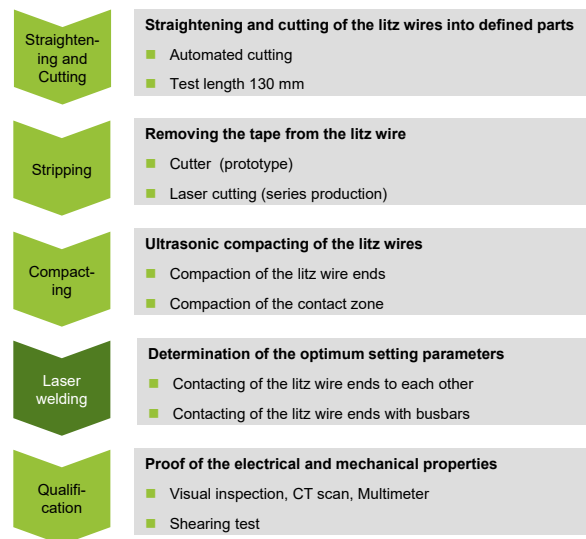 Straighten-
ing and
Cutting
Straightening and cutting of the litz wires into defined parts
Automated cutting
Test length 130 mm
Stripping
Removing the tape from the litz wire
Cutter (prototype)
Laser cutting (series production)
Compact-
ing
Ultrasonic compacting of the litz wires
Compaction of the litz wire ends
Compaction of the contact zone
Laser
welding
Determination of the optimum setting parameters
Contacting of the litz wire ends to each other
Contacting of the litz wire ends with busbars
Qualifi-
cation
Proof of the electrical and mechanical properties
Visual inspection, CT scan, Multimeter
Shearing test